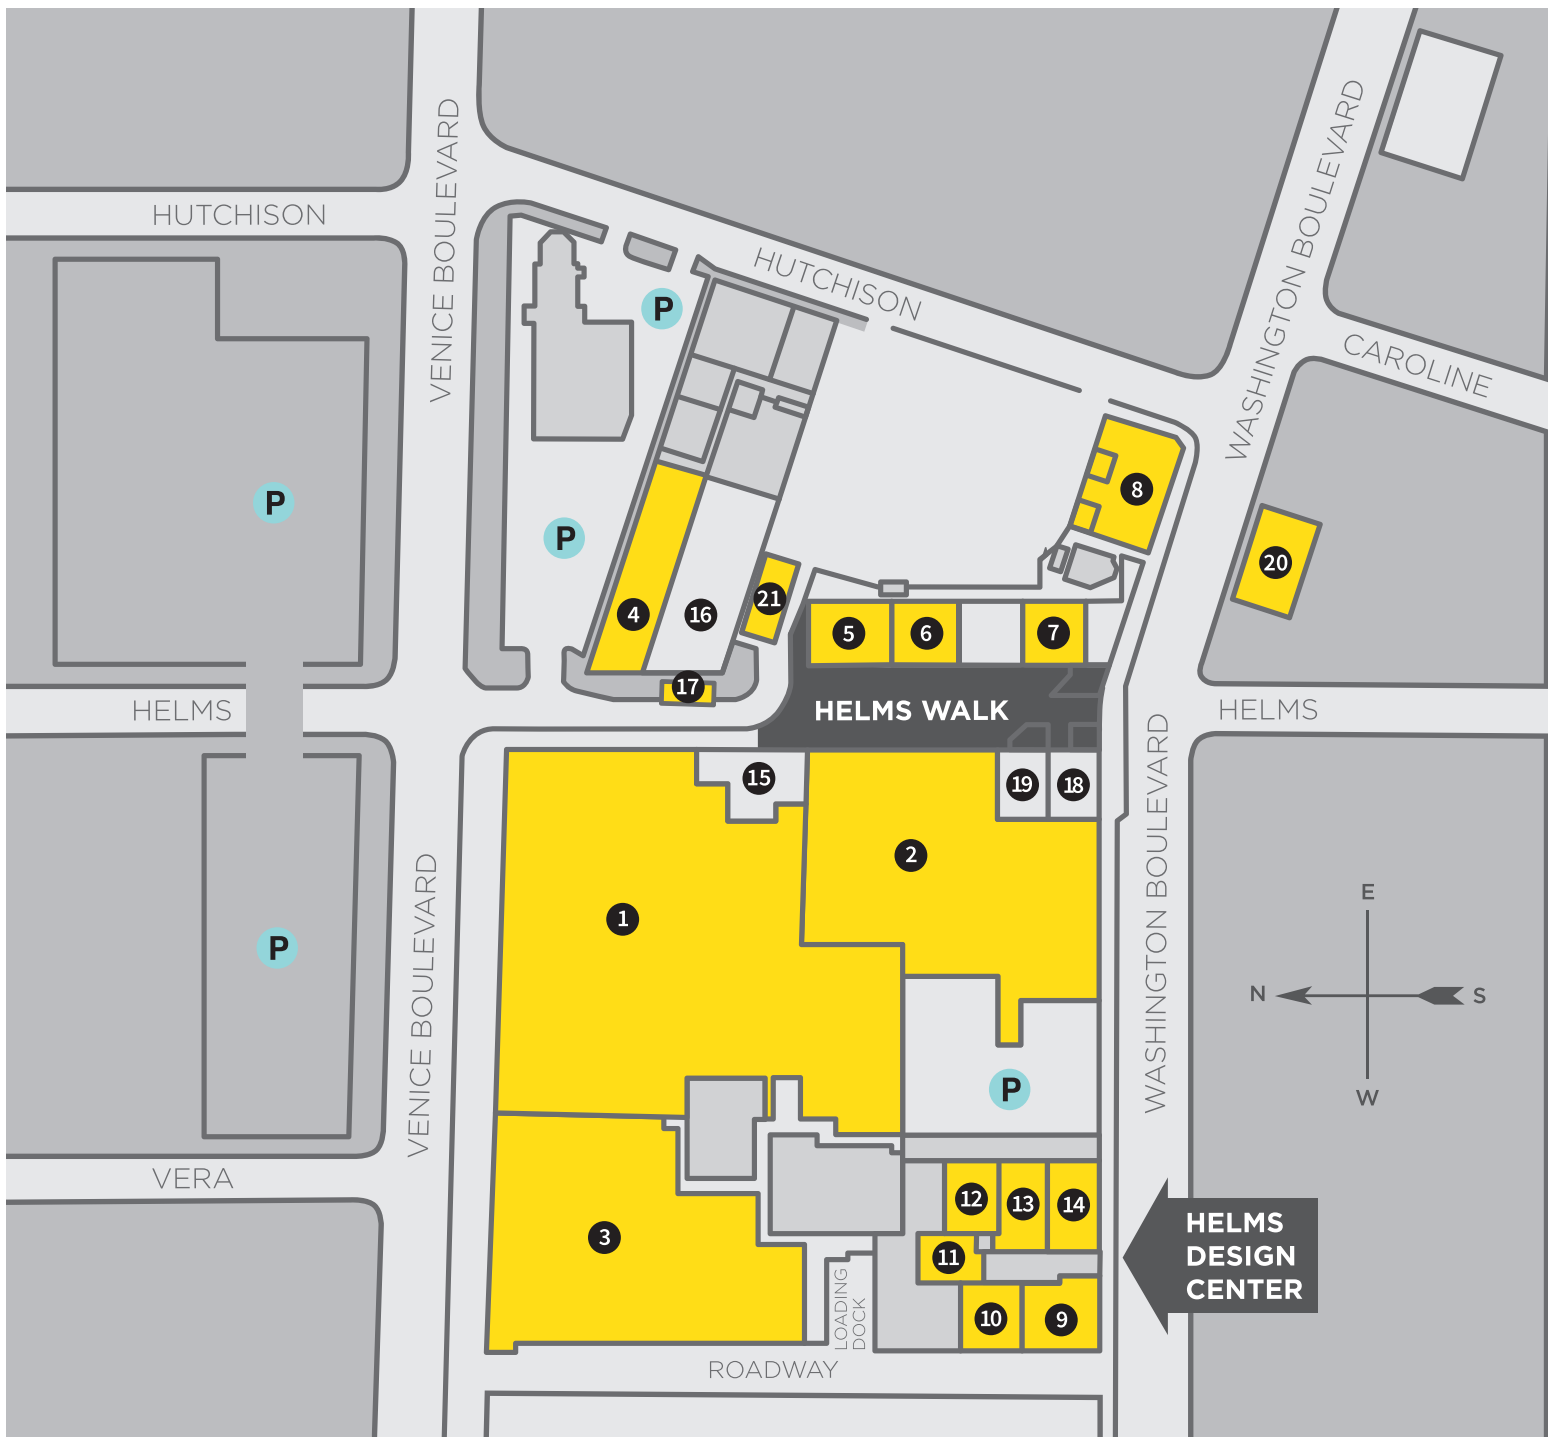 HUTCHISON
VENICE BOULEVARD
HUTCHISON
WASHINGTON BOULEVARD
CAROLINE
P
P
P
8
20
4
16
21
5
6
7
17
HELMS
HELMS WALK
HELMS
15
19
18
2
1
VENICE BOULEVARD
WASHINGTON BOULEVARD
P
E
N
S
W
P
VERA
12
13
14
3
11
HELMS
DESIGN
CENTER
LOADING
DOCK
10
9
ROADWAY